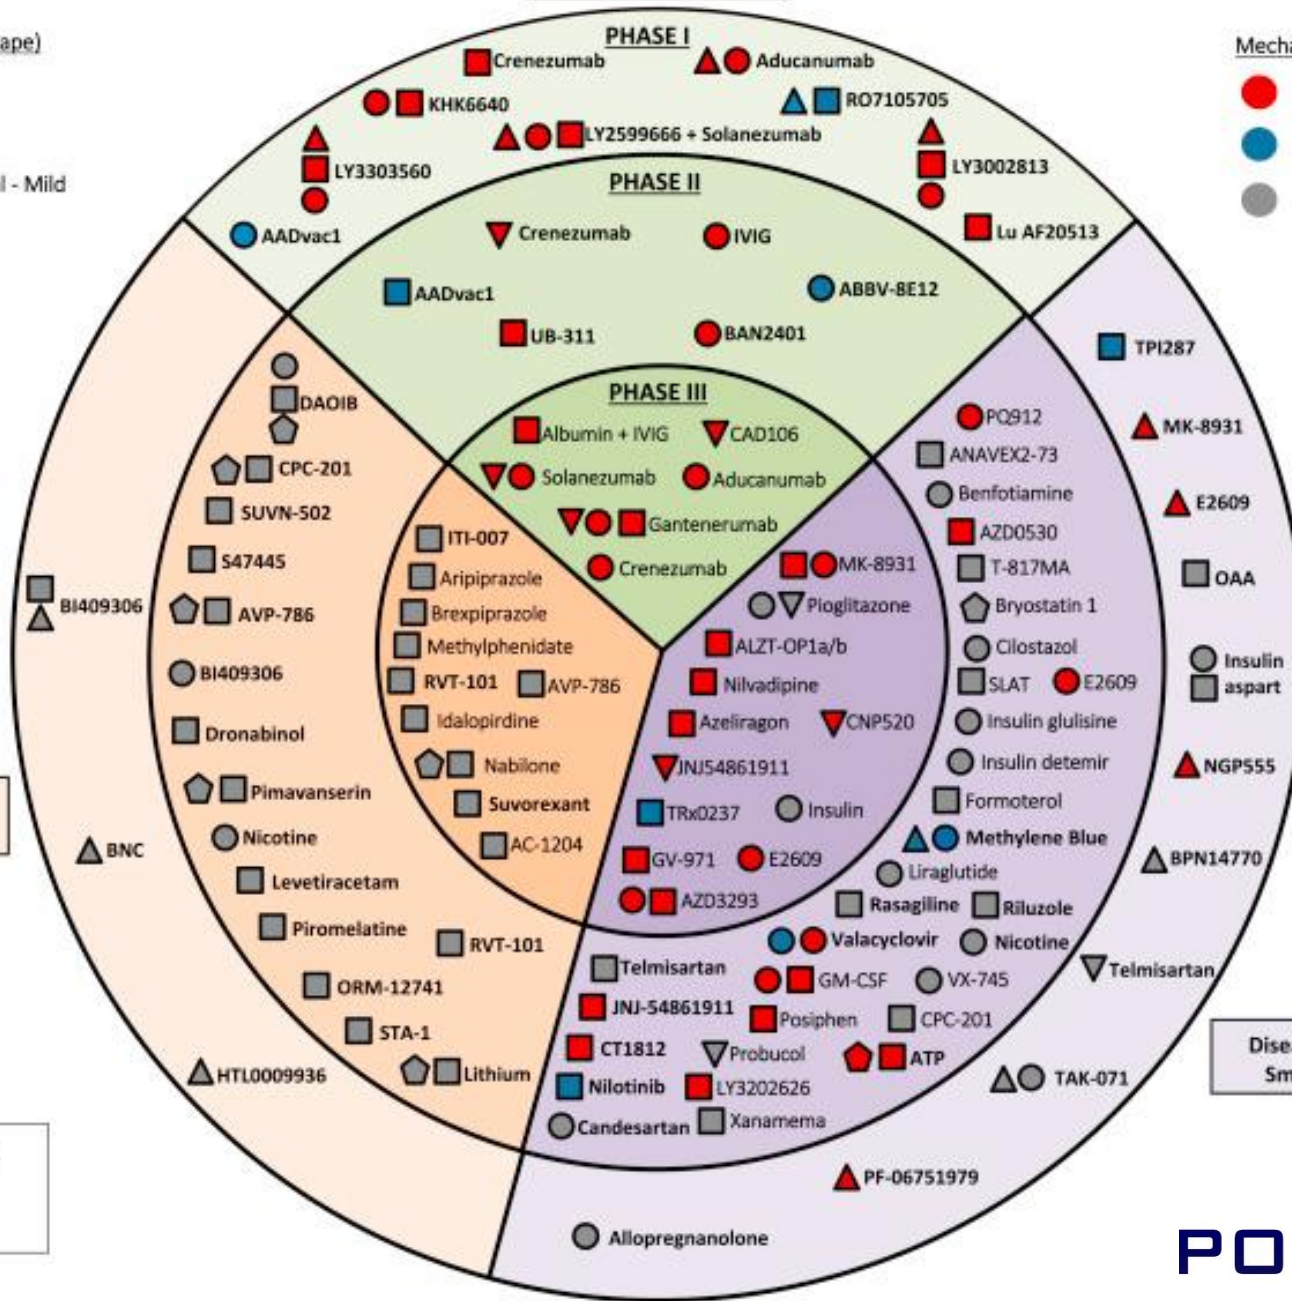 ape)
l - Mild
Mecha
PHASE I
Crenezumab
Aducanumab
KHK6640
RO7105705
LY2599666 + Solanezumab
LY3303560
LY3002813
AADvac1
Lu AF20513
PHASE II
Crenezumab
IVIG
AADvac1
ABBV-8E12
UB-311
BAN2401
PHASE III
Albumin + IVIG
CAD106
Solanezumab
Aducanumab
Gantenerumab
Crenezumab
DAOIB
CPC-201
SUVN-502
S47445
AVP-786
BI409306
Dronabinol
Pimavanserin
Nicotine
Levetiracetam
Piromelatine
RVT-101
ORM-12741
STA-1
Lithium
BI409306
BNC
HTL0009936
ITI-007
Aripiprazole
Brexpiprazole
Methylphenidate
RVT-101
AVP-786
Idalopirdine
Nabilone
Suvorexant
AC-1204
MK-8931
Pioglitazone
ALZT-OP1a/b
Nilvadipine
Azeliragon
CNP520
JNJ54861911
TRx0237
Insulin
GV-971
E2609
AZD3293
PQ912
ANAVEX2-73
Benfotiamine
AZD0530
T-817MA
Bryostatin 1
Cilostazol
SLAT
E2609
Insulin glulisine
Insulin detemir
Formoterol
Methylene Blue
Liraglutide
Rasagiline
Riluzole
Valacyclovir
Nicotine
Telmisartan
GM-CSF
VX-745
JNJ-54861911
Posiphen
CPC-201
CT1812
Probucol
ATP
Nilotinib
LY3202626
Candesartan
Xanamema
TPI287
MK-8931
E2609
OAA
Insulin
aspart
NGP555
BPN14770
Telmisartan
TAK-071
PF-06751979
Allopregnanolone
Disea
Sm
PO